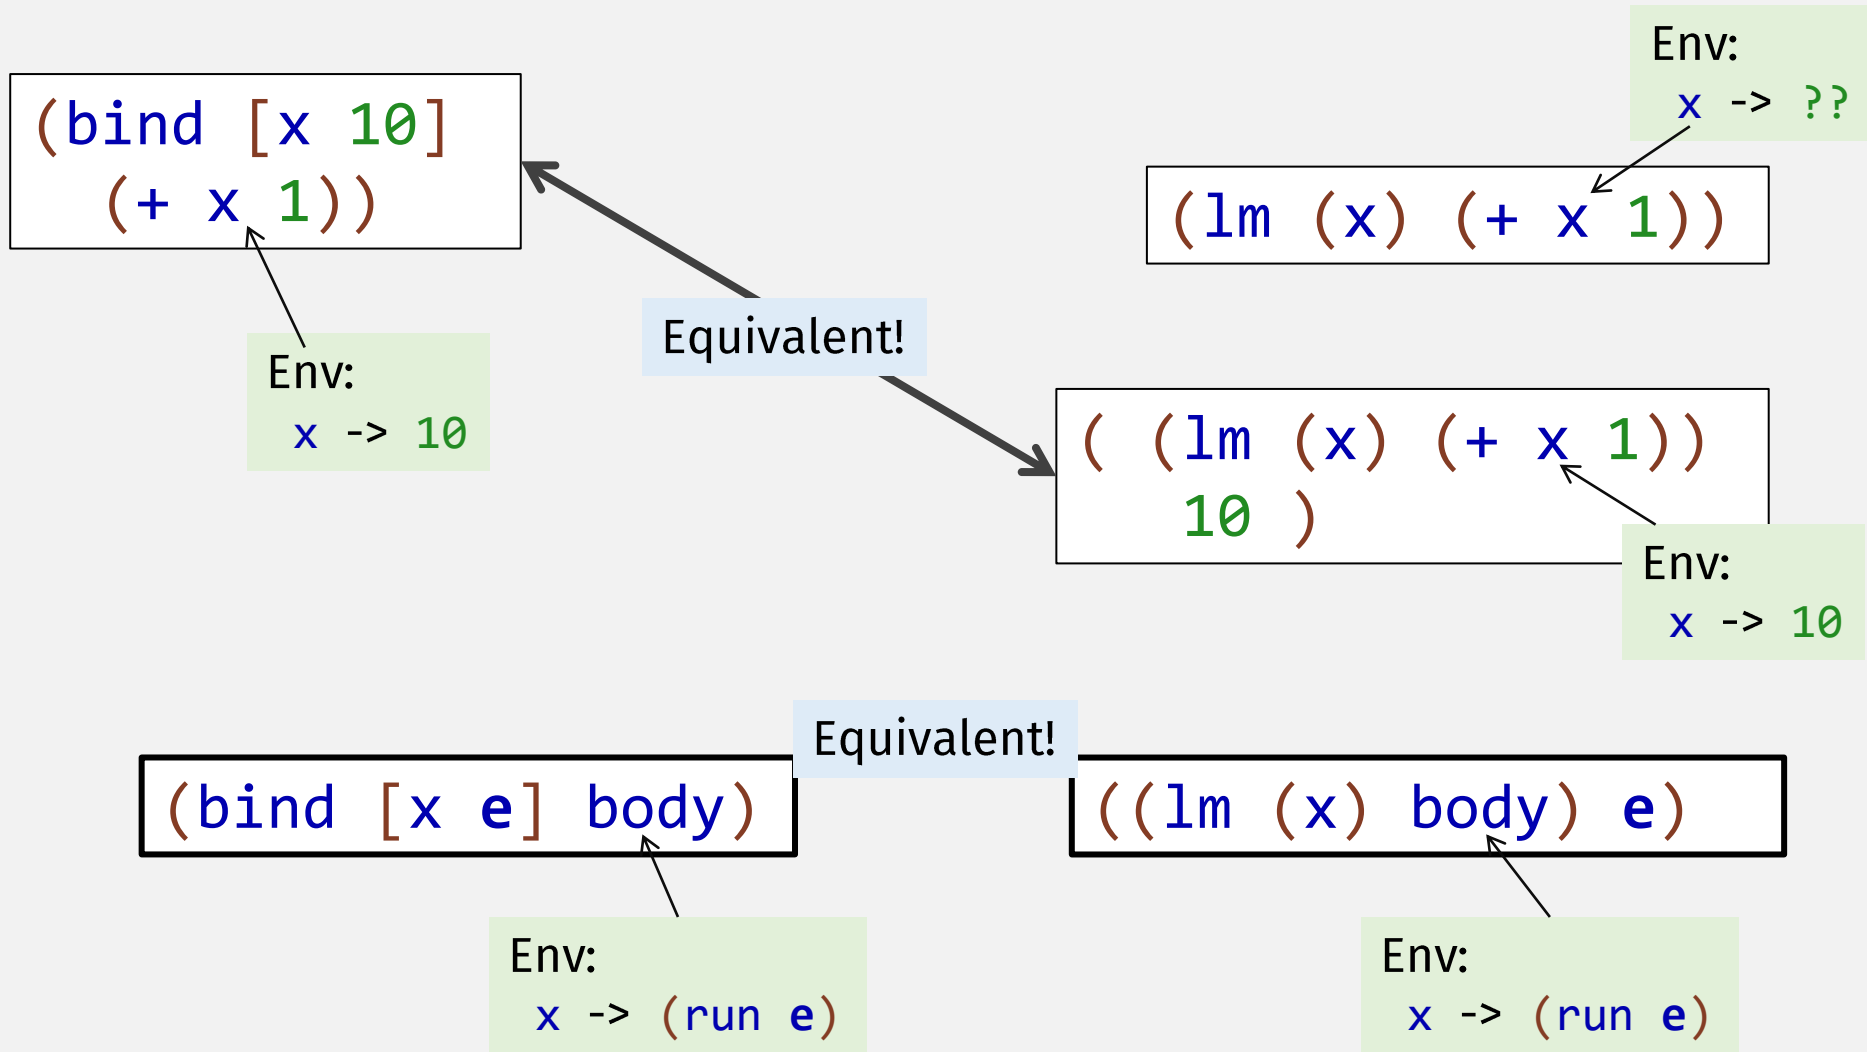 (bind [x 10]
(+ x 1))
Env:
x -> 10
Equivalent!
Env:
x -> ??
(lm (x) (+ x 1))
( (lm (x) (+ x 1))
10 )
Env:
x -> 10
Equivalent!
(bind [x e] body)
Env:
x -> (run e)
((lm (x) body) e)
Env:
x -> (run e)